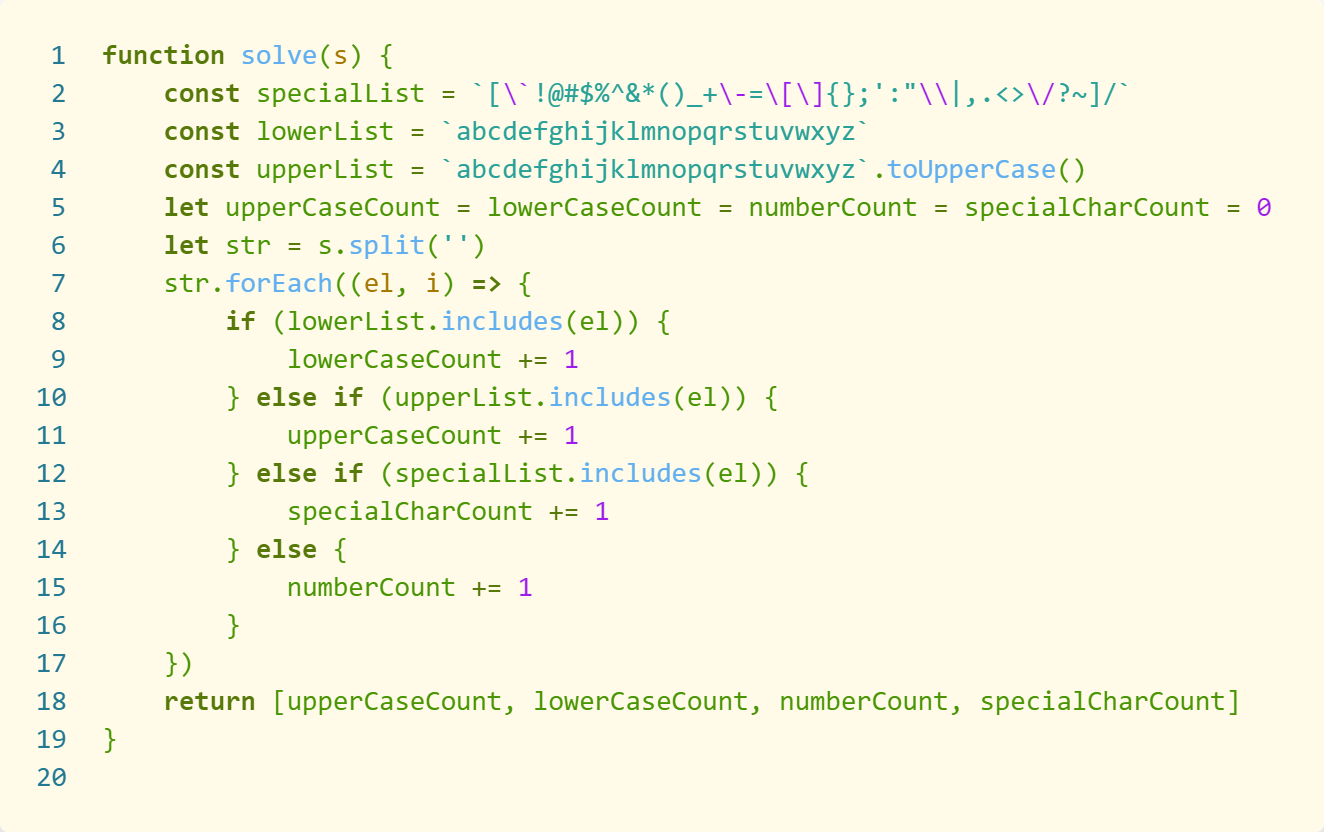 1 function solve(s) {
2     const specialList = `[\`!@#$%^&*()_+\-=\[\]{};':"\\|,.<>\/?~]/`
3     const lowerList = `abcdefghijklmnopqrstuvwxyz`
4     const upperList = `abcdefghijklmnopqrstuvwxyz`.toUpperCase()
5     let upperCaseCount = lowerCaseCount = numberCount = specialCharCount = 0
6     let str = s.split('')
7     str.forEach((el, i) => {
8         if (lowerList.includes(el)) {
9             lowerCaseCount += 1
10         } else if (upperList.includes(el)) {
11             upperCaseCount += 1
12         } else if (specialList.includes(el)) {
13             specialCharCount += 1
14         } else {
15             numberCount += 1
16         }
17     })
18     return [upperCaseCount, lowerCaseCount, numberCount, specialCharCount]
19 }
20